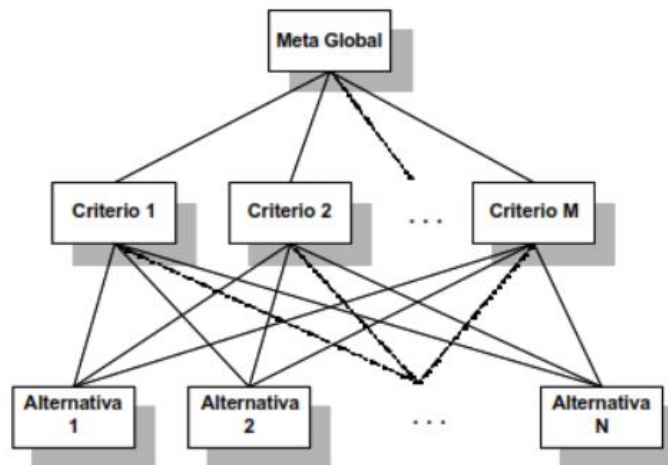 Meta Global
Criterio 1
Criterio 2
. . .
Criterio M
Alternativa
1
Alternativa
2
. . .
Alternativa
N